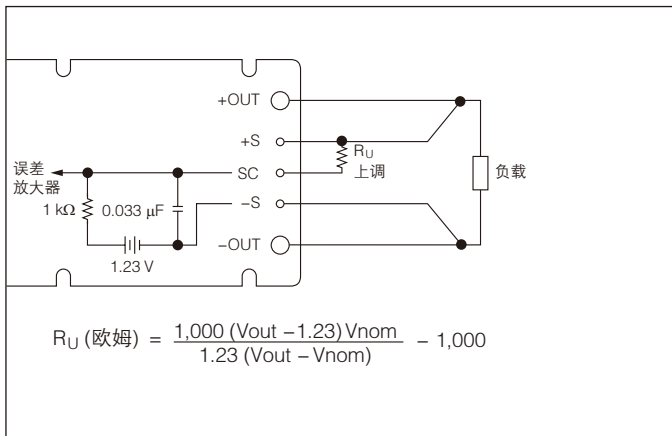 +OUT
+S
RU
上调
误差
放大器
SC
负载
1 kΩ
0.033 μF
–S
1.23 V
–OUT
RU (欧姆) = 1,000 (Vout –1.23) Vnom / 1.23 (Vout – Vnom) – 1,000